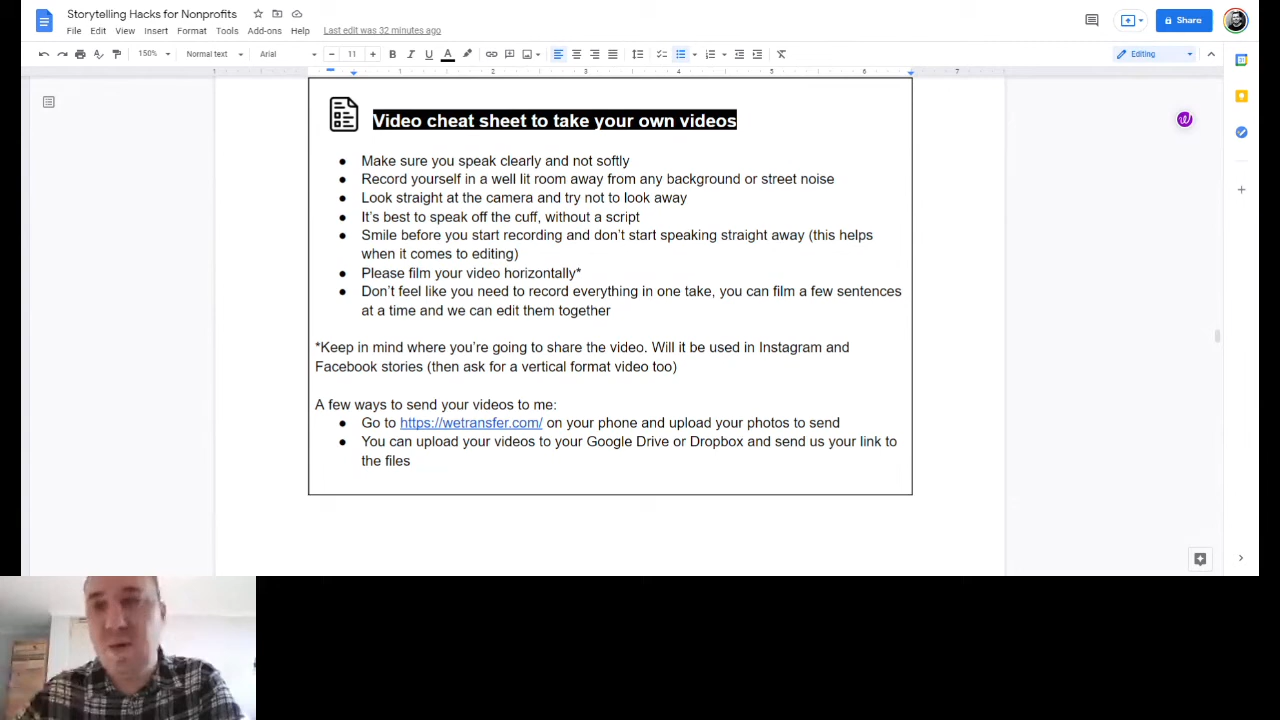 Storytelling Hacks for Nonprofits
File Edit View Insert Format Tools Add-ons Help Last edit was 32 minutes ago
Share
150% Normal text Arial 11 B I U A Editing
1 1 2 3 4 5 6 7
Video cheat sheet to take your own videos
● Make sure you speak clearly and not softly
● Record yourself in a well lit room away from any background or street noise
● Look straight at the camera and try not to look away
● It's best to speak off the cuff, without a script
● Smile before you start recording and don't start speaking straight away (this helps
when it comes to editing)
● Please film your video horizontally*
● Don't feel like you need to record everything in one take, you can film a few sentences
at a time and we can edit them together
*Keep in mind where you're going to share the video. Will it be used in Instagram and
Facebook stories (then ask for a vertical format video too)
A few ways to send your videos to me:
● Go to https://wetransfer.com/ on your phone and upload your photos to send
● You can upload your videos to your Google Drive or Dropbox and send us your link to
the files